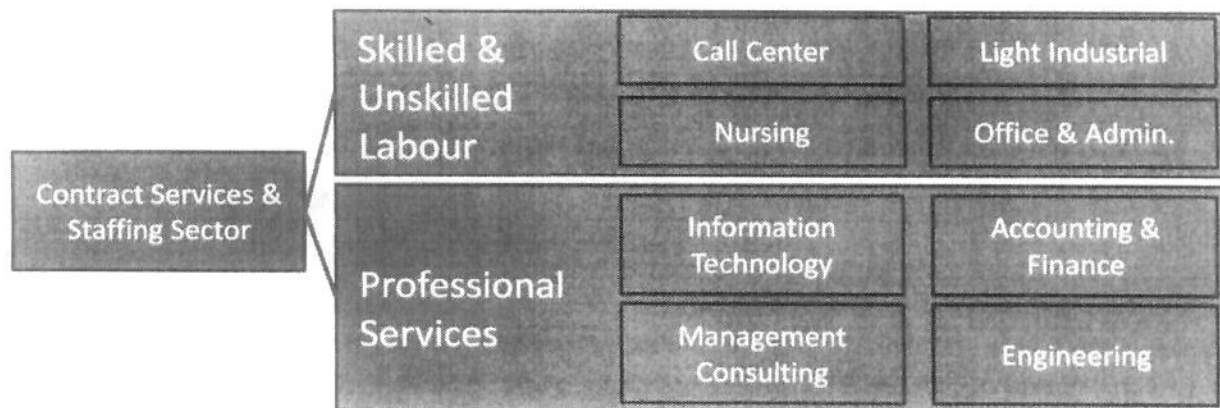 Contract Services &
Staffing Sector
Skilled &
Unskilled
Labour
Call Center
Light Industrial
Nursing
Office & Admin.
Professional
Services
Information
Technology
Accounting &
Finance
Management
Consulting
Engineering